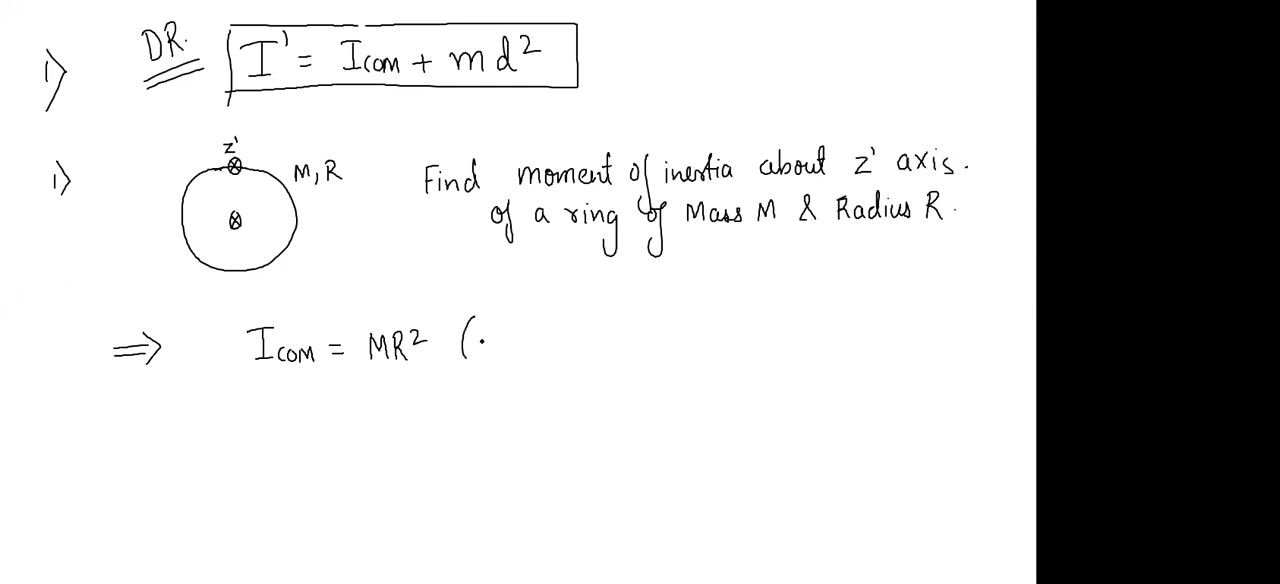 1) DR. I' = Icom + md²
z'
1) M, R Find moment of inertia about z' axis.
of a ring of Mass M & Radius R.
⇒ ICOM = MR² (.